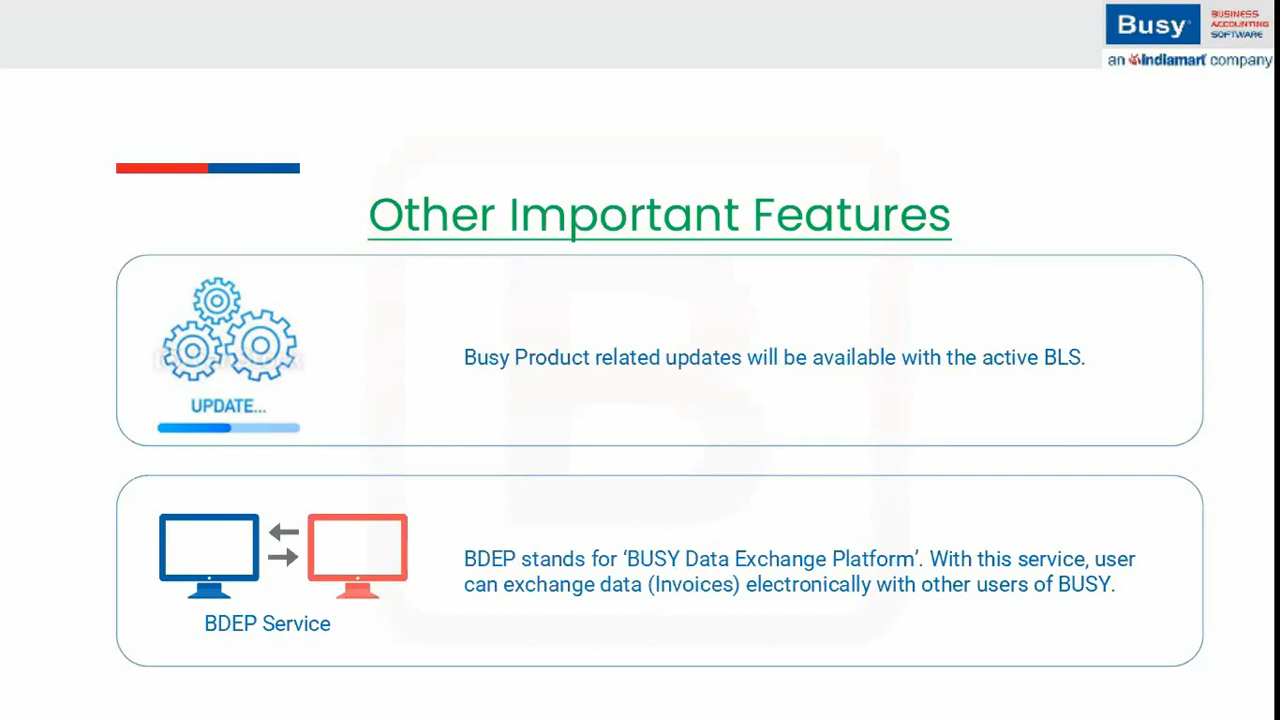 Busy
BUSINESS
ACCOUNTING
SOFTWARE
an indiamart company
Other Important Features
UPDATE...
Busy Product related updates will be available with the active BLS.
BDEP stands for ‘BUSY Data Exchange Platform’. With this service, user
can exchange data (Invoices) electronically with other users of BUSY.
BDEP Service